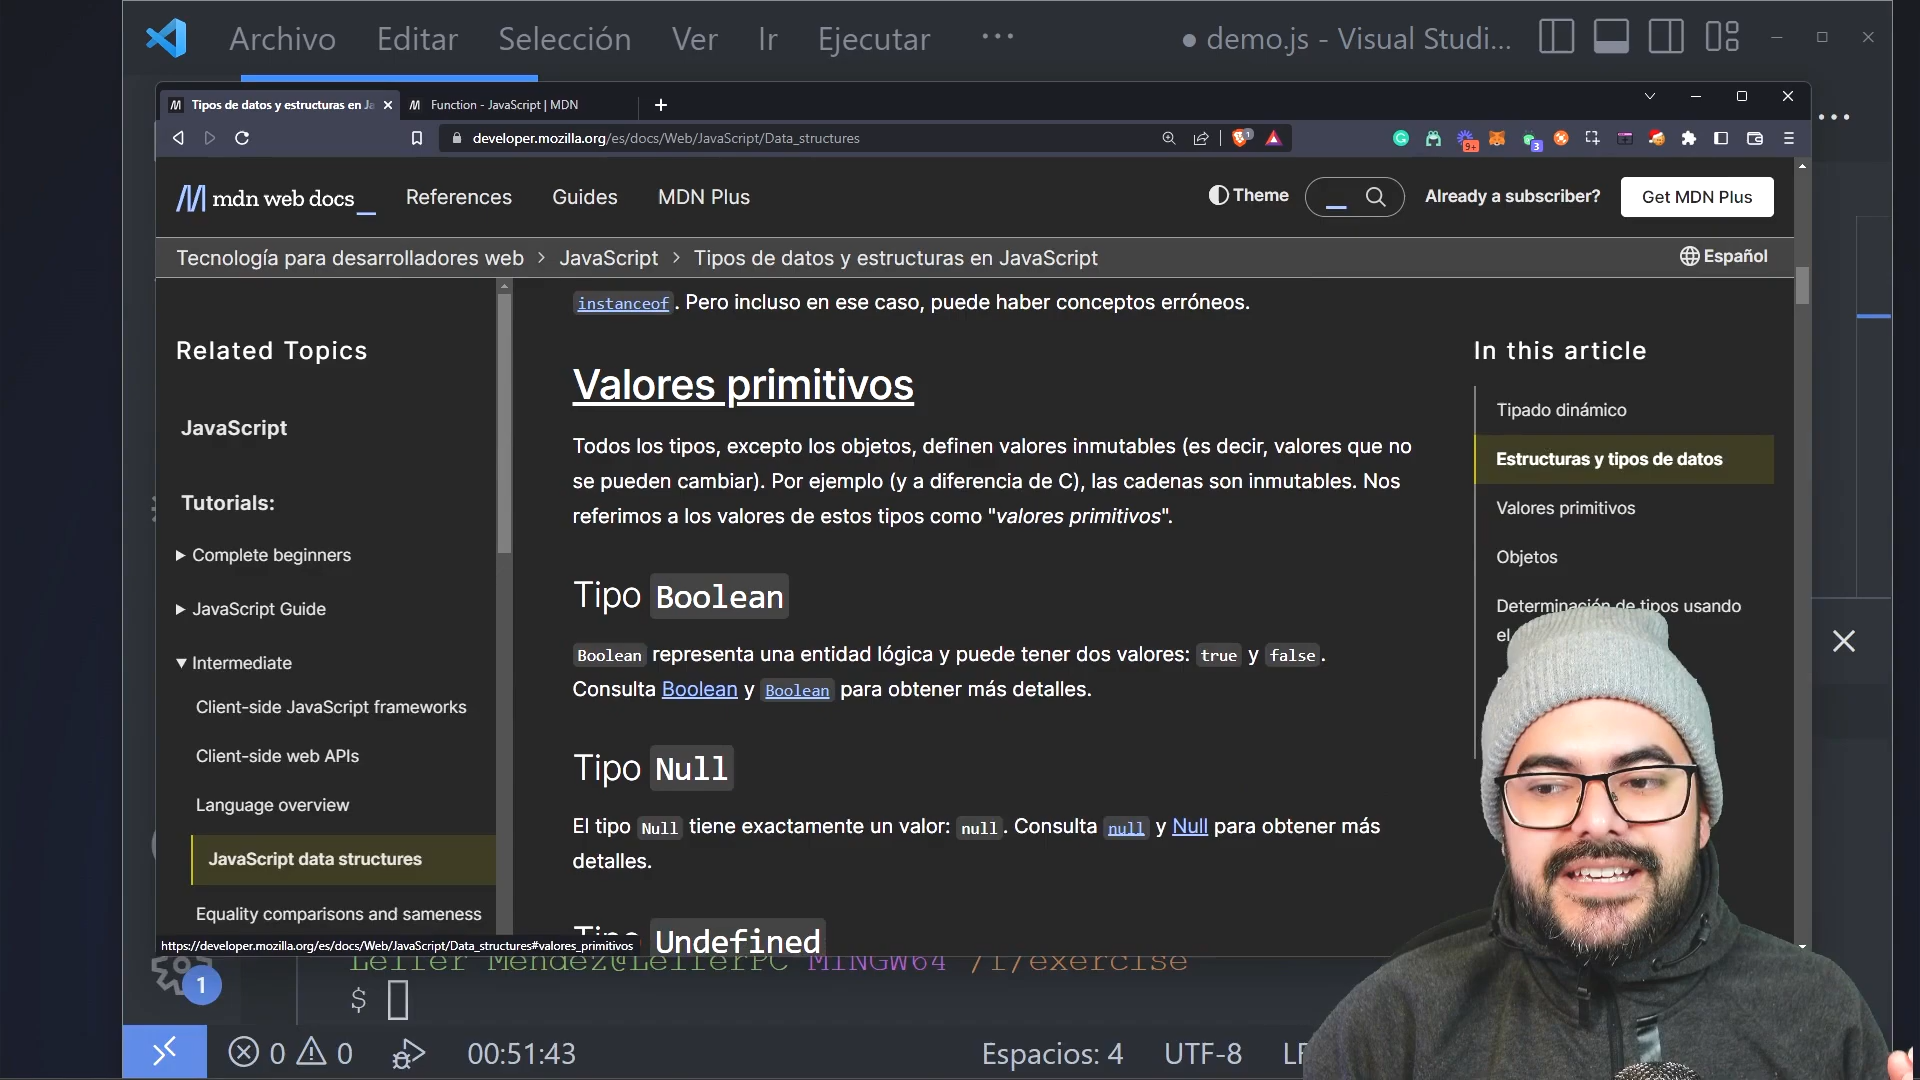 Archivo Editar Selección Ver Ir Ejecutar ··· ● demo.js - Visual Studi...
Tipos de datos y estructuras en Ja Function - JavaScript | MDN
developer.mozilla.org/es/docs/Web/JavaScript/Data_structures
1 9+ 3
mdn web docs_ References Guides MDN Plus Theme Already a subscriber? Get MDN Plus
Tecnología para desarrolladores web > JavaScript > Tipos de datos y estructuras en JavaScript Español
Related Topics
JavaScript
Tutorials:
Complete beginners
JavaScript Guide
Intermediate
Client-side JavaScript frameworks
Client-side web APIs
Language overview
JavaScript data structures
Equality comparisons and sameness
instanceof. Pero incluso en ese caso, puede haber conceptos erróneos.
Valores primitivos
Todos los tipos, excepto los objetos, definen valores inmutables (es decir, valores que no
se pueden cambiar). Por ejemplo (y a diferencia de C), las cadenas son inmutables. Nos
referimos a los valores de estos tipos como "valores primitivos".
Tipo Boolean
Boolean representa una entidad lógica y puede tener dos valores: true y false.
Consulta Boolean y Boolean para obtener más detalles.
Tipo Null
El tipo Null tiene exactamente un valor: null. Consulta null y Null para obtener más
detalles.
Tipo Undefined
In this article
Tipado dinámico
Estructuras y tipos de datos
Valores primitivos
Objetos
Determinación de tipos usando
el
https://developer.mozilla.org/es/docs/Web/JavaScript/Data_structures#valores_primitivos
Leifer Mendez@LeiferPC MINGW64 /i/exercise
$
1
0 0 00:51:43 Espacios: 4 UTF-8 LF